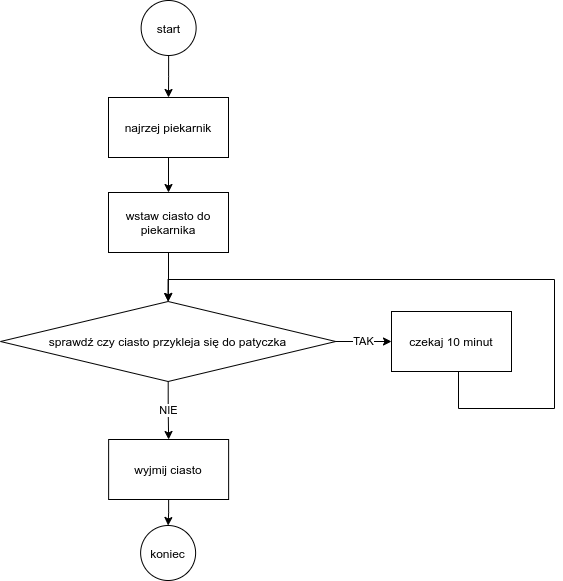 start
najrzej piekarnik
wstaw ciasto do
piekarnika
sprawdź czy ciasto przykleja się do patyczka
TAK
czekaj 10 minut
NIE
wyjmij ciasto
koniec